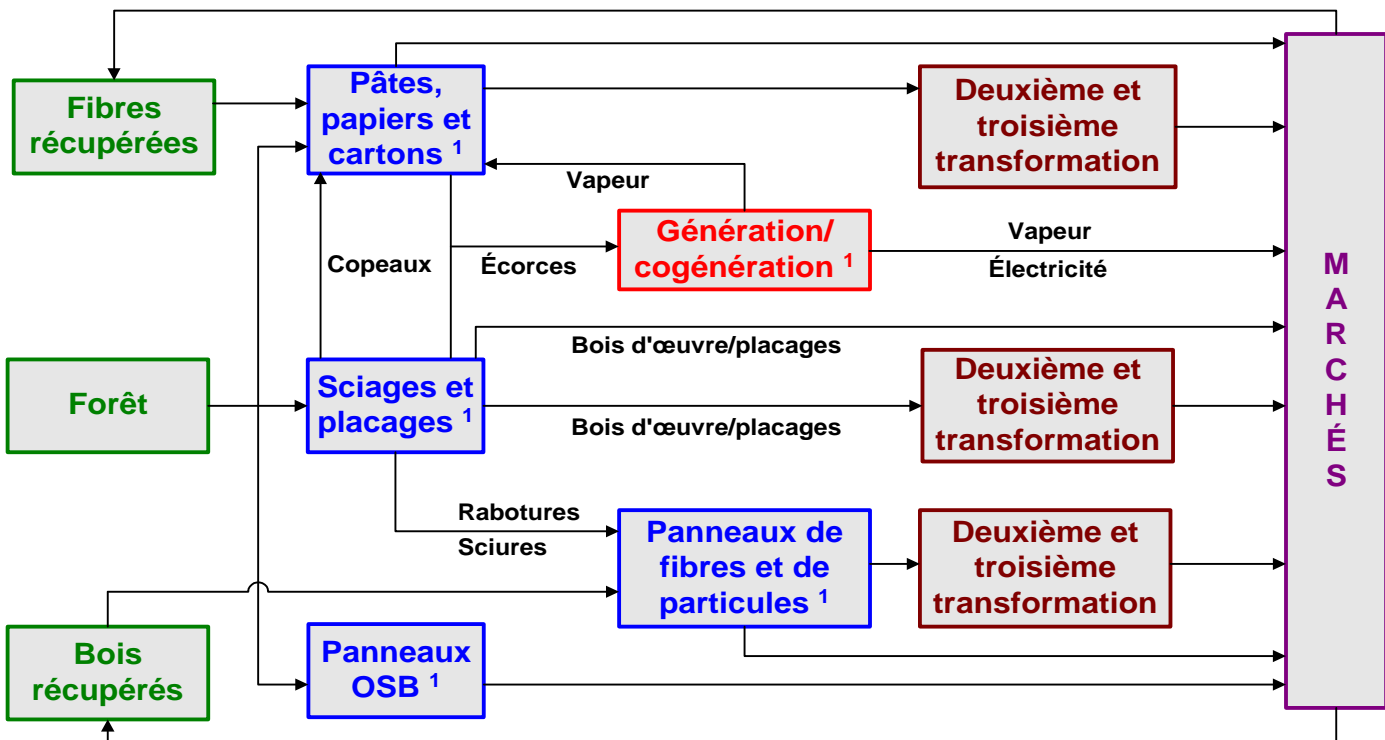 Fibres
récupérées
Pâtes,
papiers et
cartons ¹
Deuxième et
troisième
transformation
Vapeur
Copeaux
Écorces
Génération/
cogénération ¹
Vapeur
Électricité
MARCHÉS
Forêt
Sciages et
placages ¹
Bois d'œuvre/placages
Bois d'œuvre/placages
Deuxième et
troisième
transformation
Rabotures
Sciures
Panneaux de
fibres et de
particules ¹
Deuxième et
troisième
transformation
Bois
récupérés
Panneaux
OSB ¹